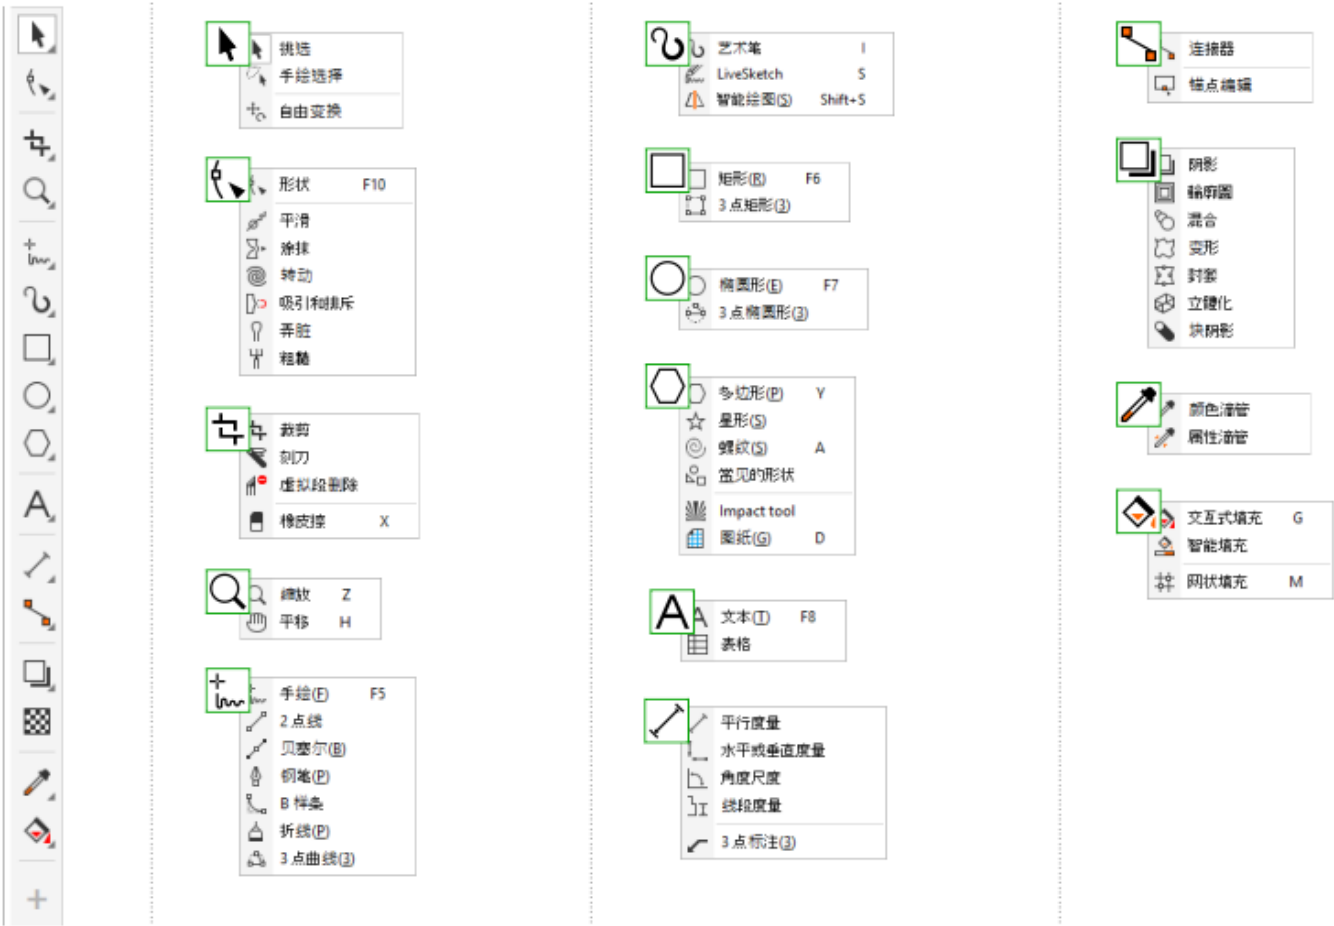 挑选
手绘选择
自由变换
形状 F10
平滑
涂抹
转动
吸引和排斥
弄脏
粗糙
裁剪
刻刀
虚拟段删除
橡皮擦 X
缩放 Z
平移 H
手绘(F) F5
2 点线
贝塞尔(B)
钢笔(P)
B 样条
折线(P)
3 点曲线(3)
艺术笔 I
LiveSketch S
智能绘图(S) Shift+S
矩形(R) F6
3 点矩形(3)
椭圆形(E) F7
3 点椭圆形(3)
多边形(P) Y
星形(S)
螺纹(S) A
常见的形状
Impact tool
图纸(G) D
文本(T) F8
表格
平行度量
水平或垂直度量
角度尺度
线段度量
3 点标注(3)
连接器
锚点编辑
阴影
輪廓圖
混合
变形
封套
立體化
块阴影
颜色滴管
属性滴管
交互式填充 G
智能填充
网状填充 M